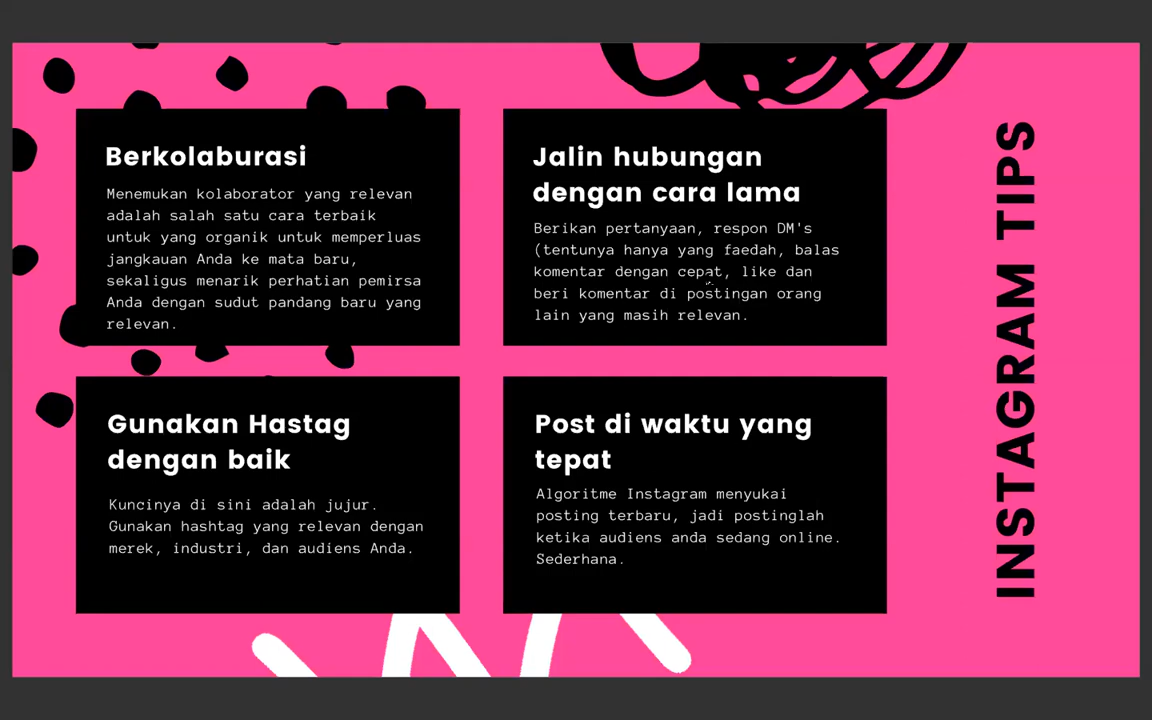 Berkolaburasi
Menemukan kolaborator yang relevan
adalah salah satu cara terbaik
untuk yang organik untuk memperluas
jangkauan Anda ke mata baru,
sekaligus menarik perhatian pemirsa
Anda dengan sudut pandang baru yang
relevan.
Jalin hubungan
dengan cara lama
Berikan pertanyaan, respon DM's
(tentunya hanya yang faedah, balas
komentar dengan cepat, like dan
beri komentar di postingan orang
lain yang masih relevan.
Gunakan Hastag
dengan baik
Kuncinya di sini adalah jujur.
Gunakan hashtag yang relevan dengan
merek, industri, dan audiens Anda.
Post di waktu yang
tepat
Algoritme Instagram menyukai
posting terbaru, jadi postinglah
ketika audiens anda sedang online.
Sederhana.
INSTAGRAM TIPS